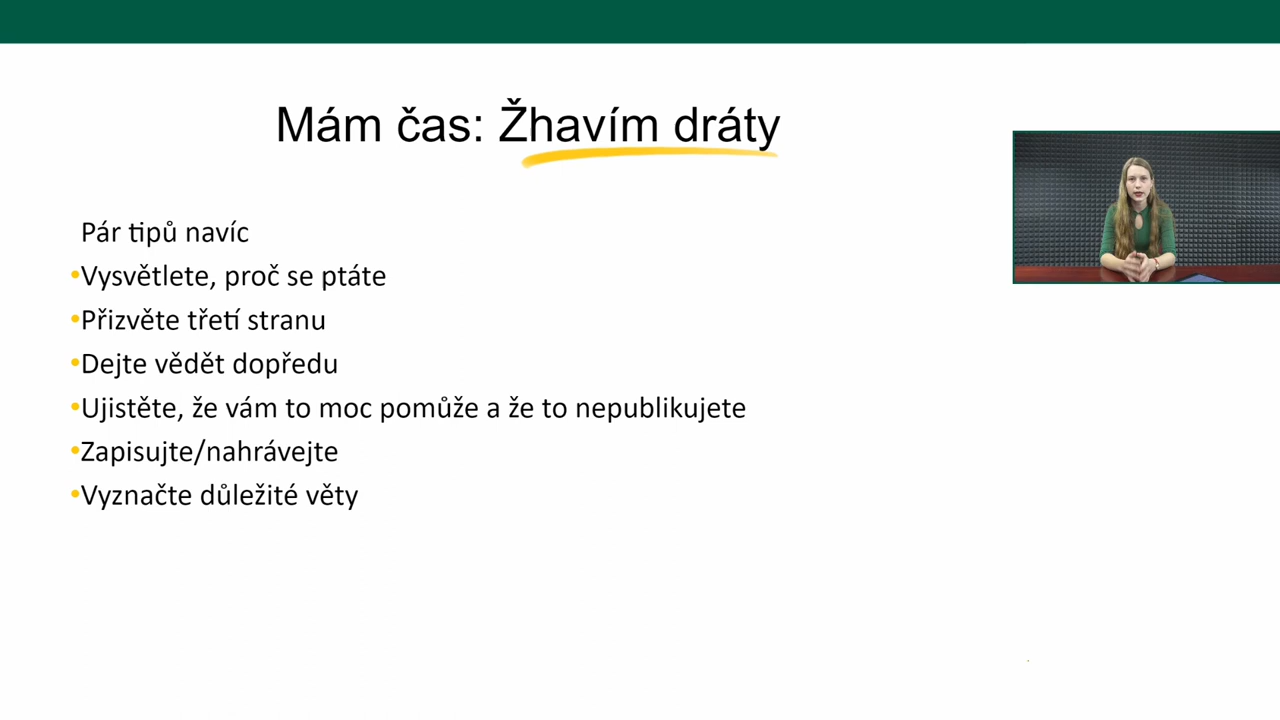 Mám čas: Žhavím dráty
Pár tipů navíc
•Vysvětlete, proč se ptáte
•Přizvěte třetí stranu
•Dejte vědět dopředu
•Ujistěte, že vám to moc pomůže a že to nepublikujete
•Zapisujte/nahrávejte
•Vyznačte důležité věty